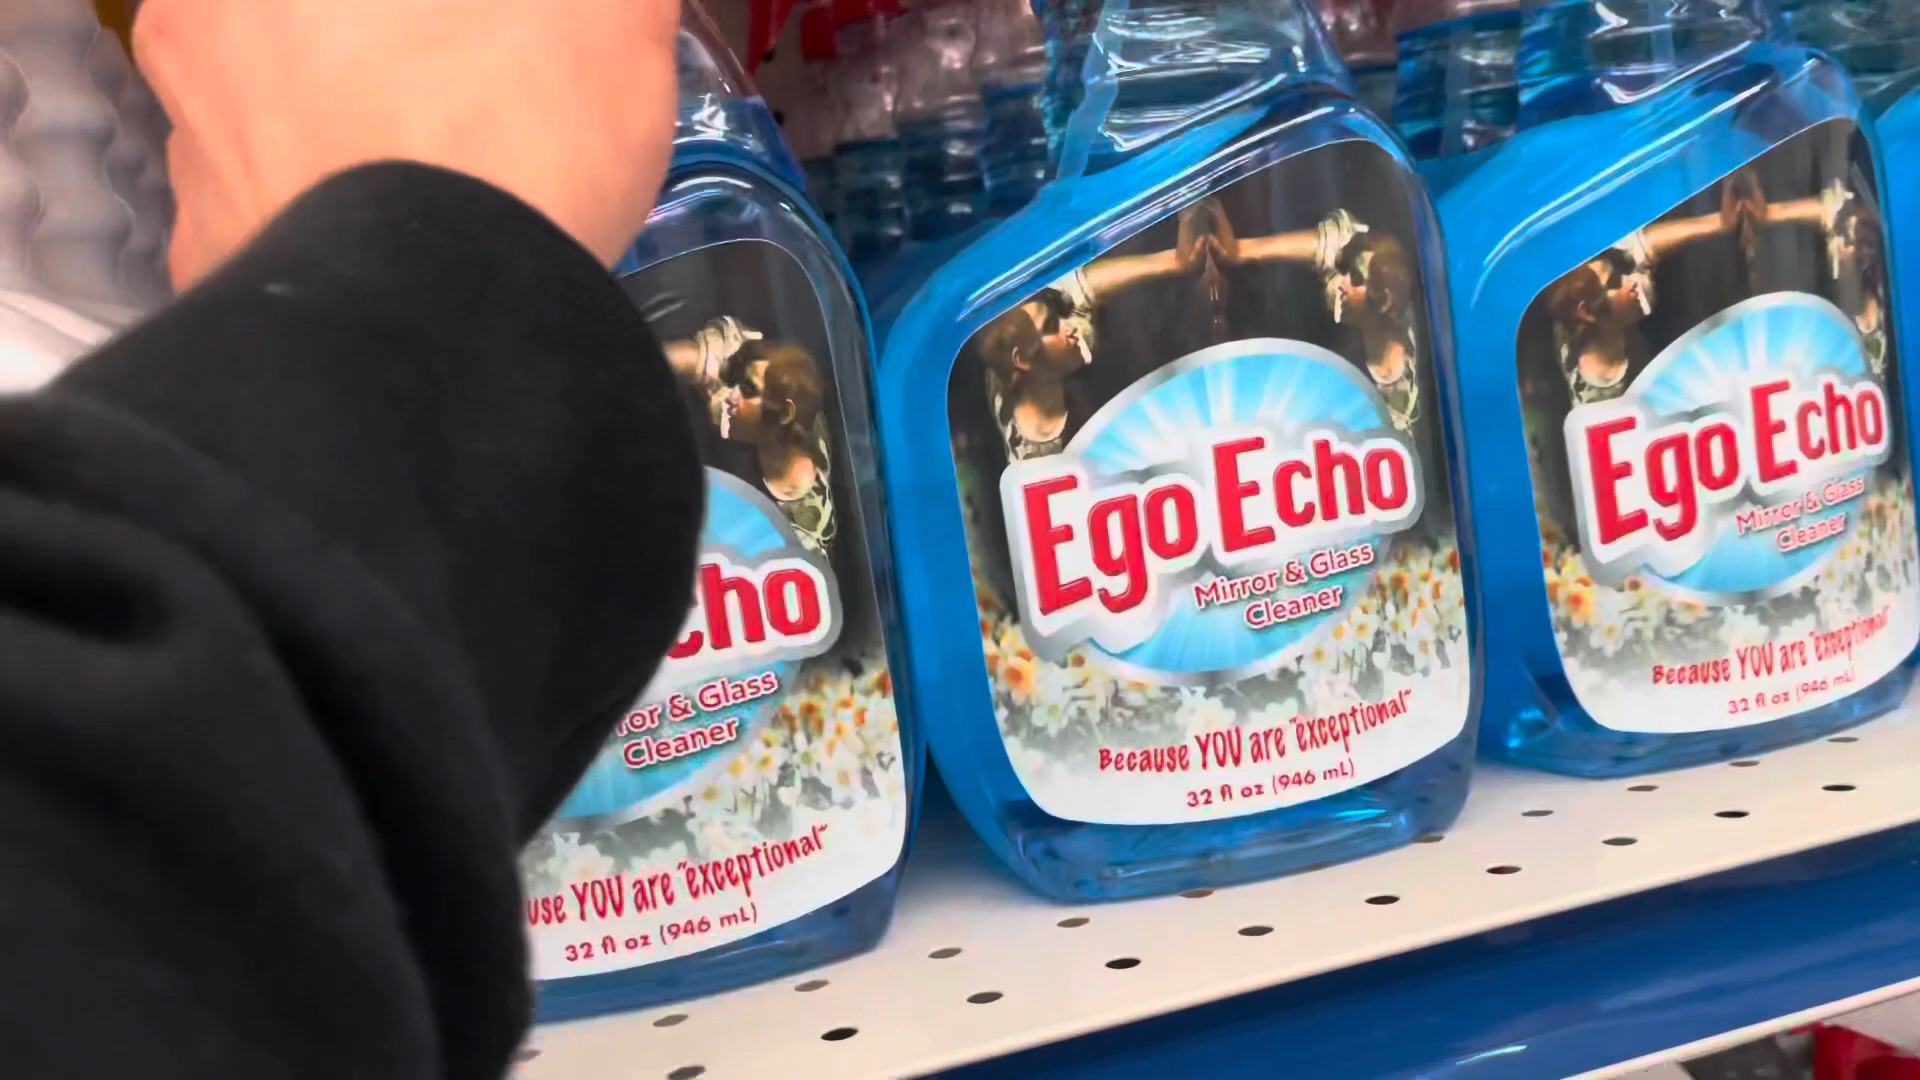 cho
ror & Glass
Cleaner
use YOU are "exceptional"
32 fl oz (946 mL)
Ego Echo
Mirror & Glass
Cleaner
Because YOU are "exceptional"
32 fl oz (946 mL)
Ego Echo
Mirror & Glass
Cleaner
Because YOU are "exceptional"
32 fl oz (946 mL)